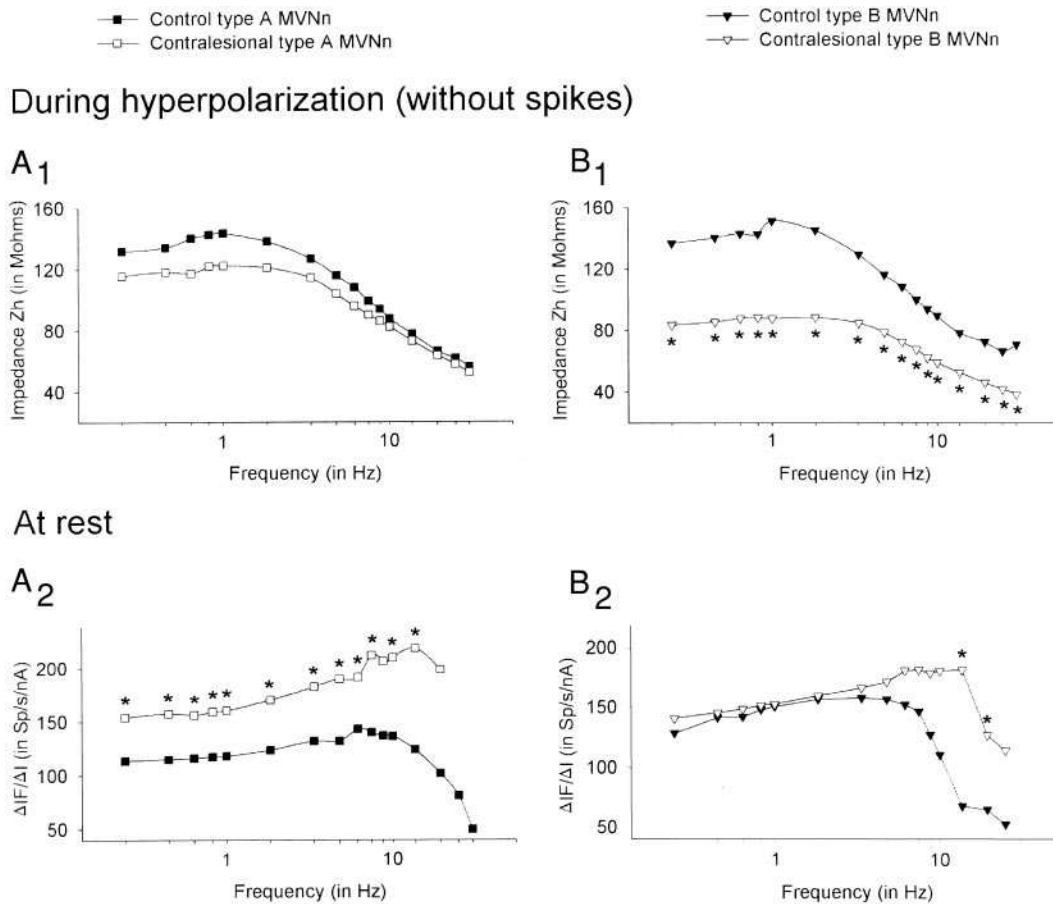 Control type A MVNn
Contralesional type A MVNn
Control type B MVNn
Contralesional type B MVNn
During hyperpolarization (without spikes)
A1
Impedance Zh (in Mohms)
160
120
80
40
1
10
Frequency (in Hz)
B1
Impedance Zh (in Mohms)
160
120
80
40
* * * * * * * * * * * * * * * *
1
10
Frequency (in Hz)
At rest
A2
ΔIF/ΔI (in Sp/s/nA)
200
150
100
50
* * * * * * * * * * * *
1
10
Frequency (in Hz)
B2
ΔIF/ΔI (in Sp/s/nA)
200
150
100
50
* *
1
10
Frequency (in Hz)